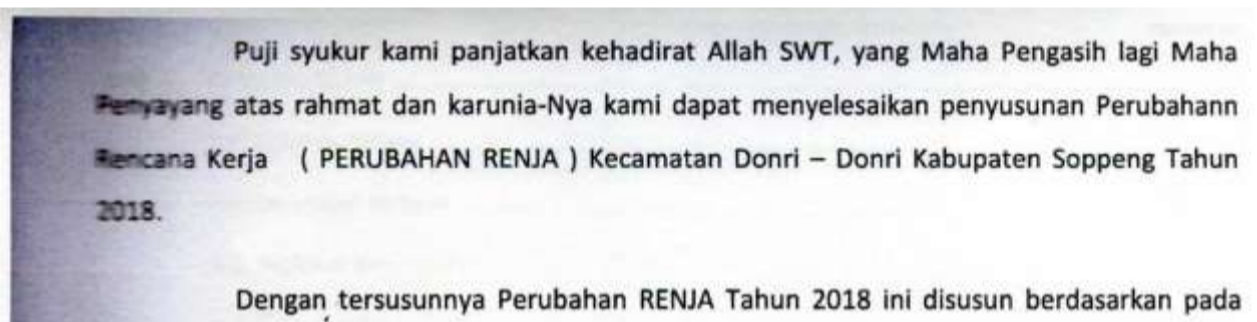 Puji syukur kami panjatkan kehadirat Allah SWT, yang Maha Pengasih lagi Maha
Penyayang atas rahmat dan karunia-Nya kami dapat menyelesaikan penyusunan Perubahann
Rencana Kerja ( PERUBAHAN RENJA ) Kecamatan Donri – Donri Kabupaten Soppeng Tahun
2018.
Dengan tersusunnya Perubahan RENJA Tahun 2018 ini disusun berdasarkan pada